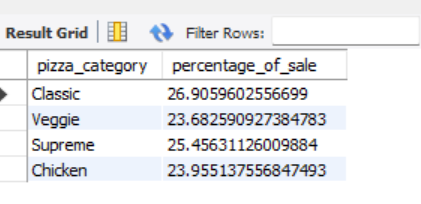 Result Grid Filter Rows:
pizza_category percentage_of_sale
Classic 26.9059602556699
Veggie 23.682590927384783
Supreme 25.45631126009884
Chicken 23.955137556847493